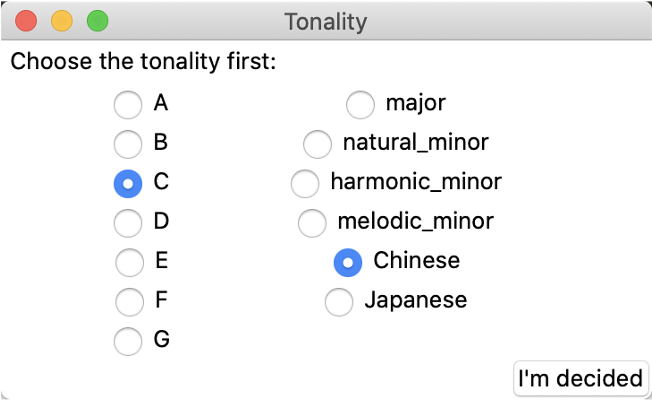 Tonality
Choose the tonality first:
A major
B natural_minor
C harmonic_minor
D melodic_minor
E Chinese
F Japanese
G
I'm decided